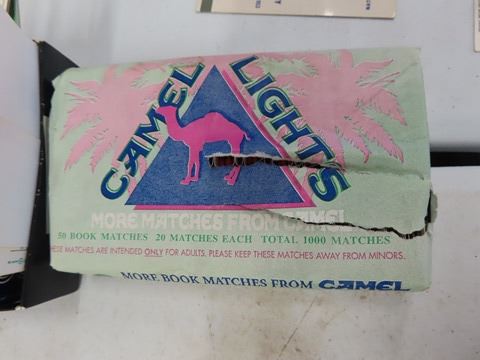 CAMEL LIGHTS
MORE MATCHES FROM CAMEL
50 BOOK MATCHES 20 MATCHES EACH TOTAL 1000 MATCHES
ESE MATCHES ARE INTENDED ONLY FOR ADULTS. PLEASE KEEP THESE MATCHES AWAY FROM MINORS.
MORE BOOK MATCHES FROM CAMEL